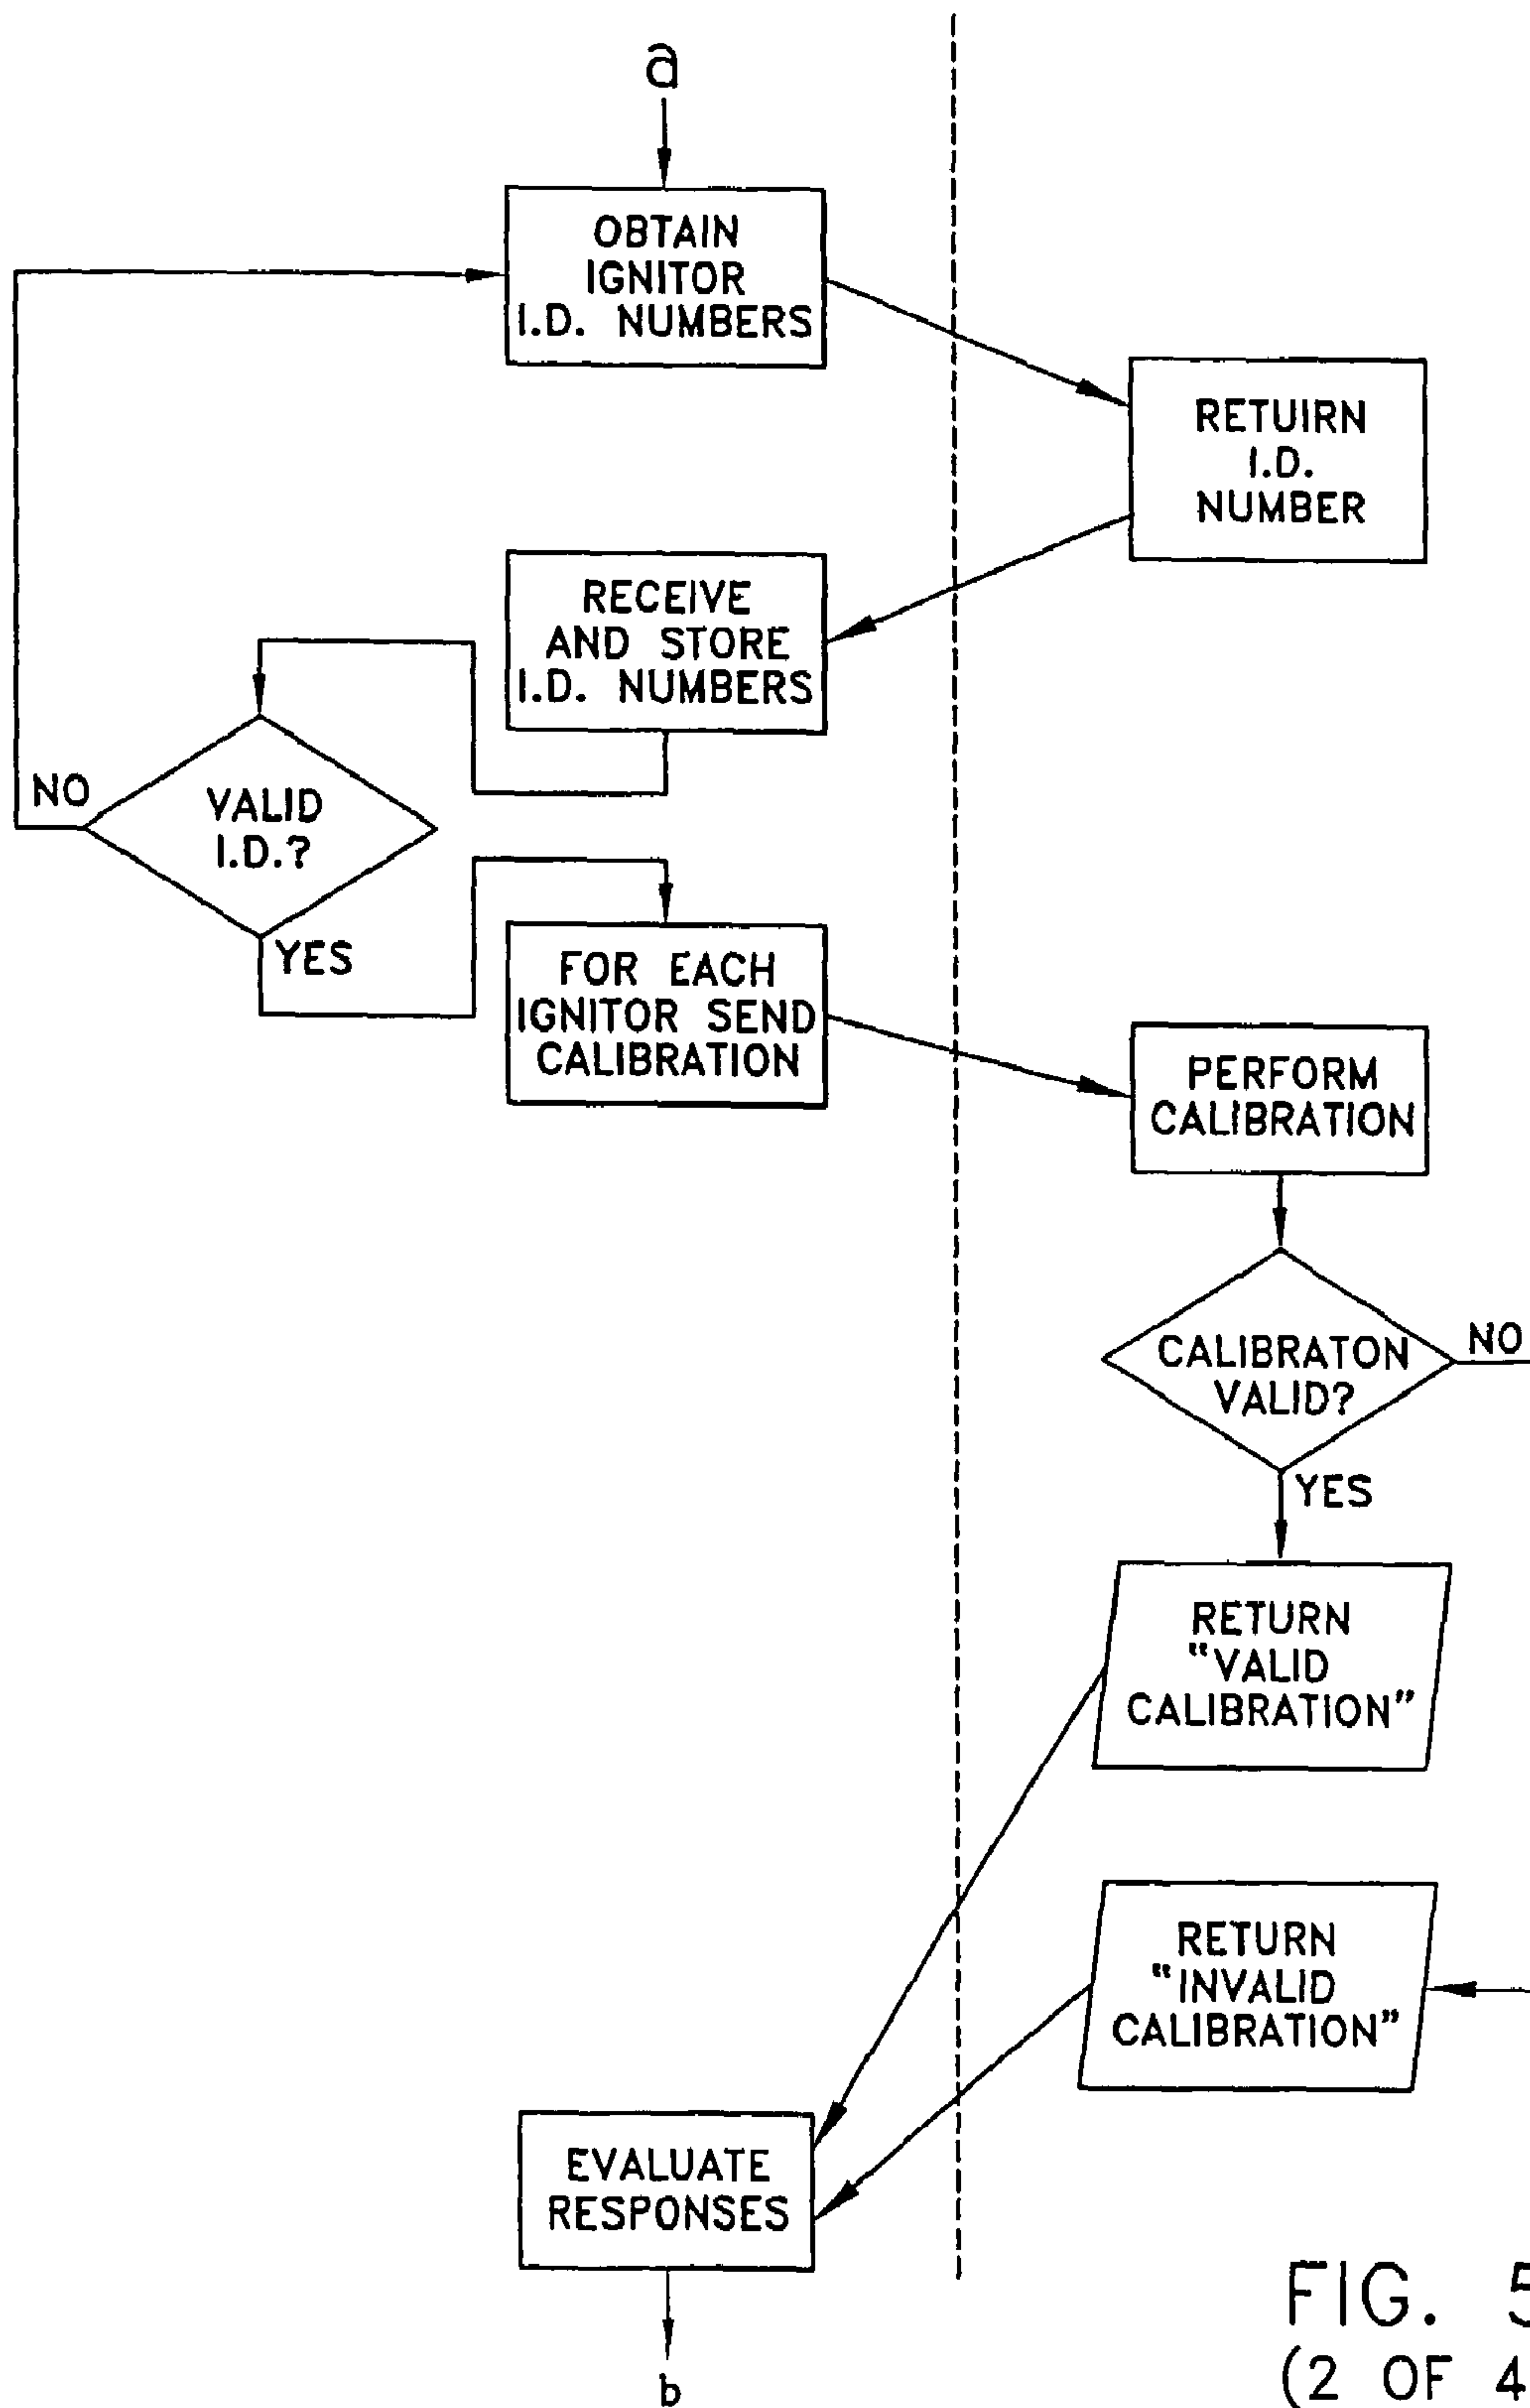 a
OBTAIN
IGNITOR
I.D. NUMBERS
RETUIRN
I.D.
NUMBER
RECEIVE
AND STORE
I.D. NUMBERS
NO
VALID
I.D.?
YES
FOR EACH
IGNITOR SEND
CALIBRATION
PERFORM
CALIBRATION
CALIBRATON
VALID?
NO
YES
RETURN
"VALID
CALIBRATION"
RETURN
"INVALID
CALIBRATION"
EVALUATE
RESPONSES
b
FIG. 5
(2 OF 4